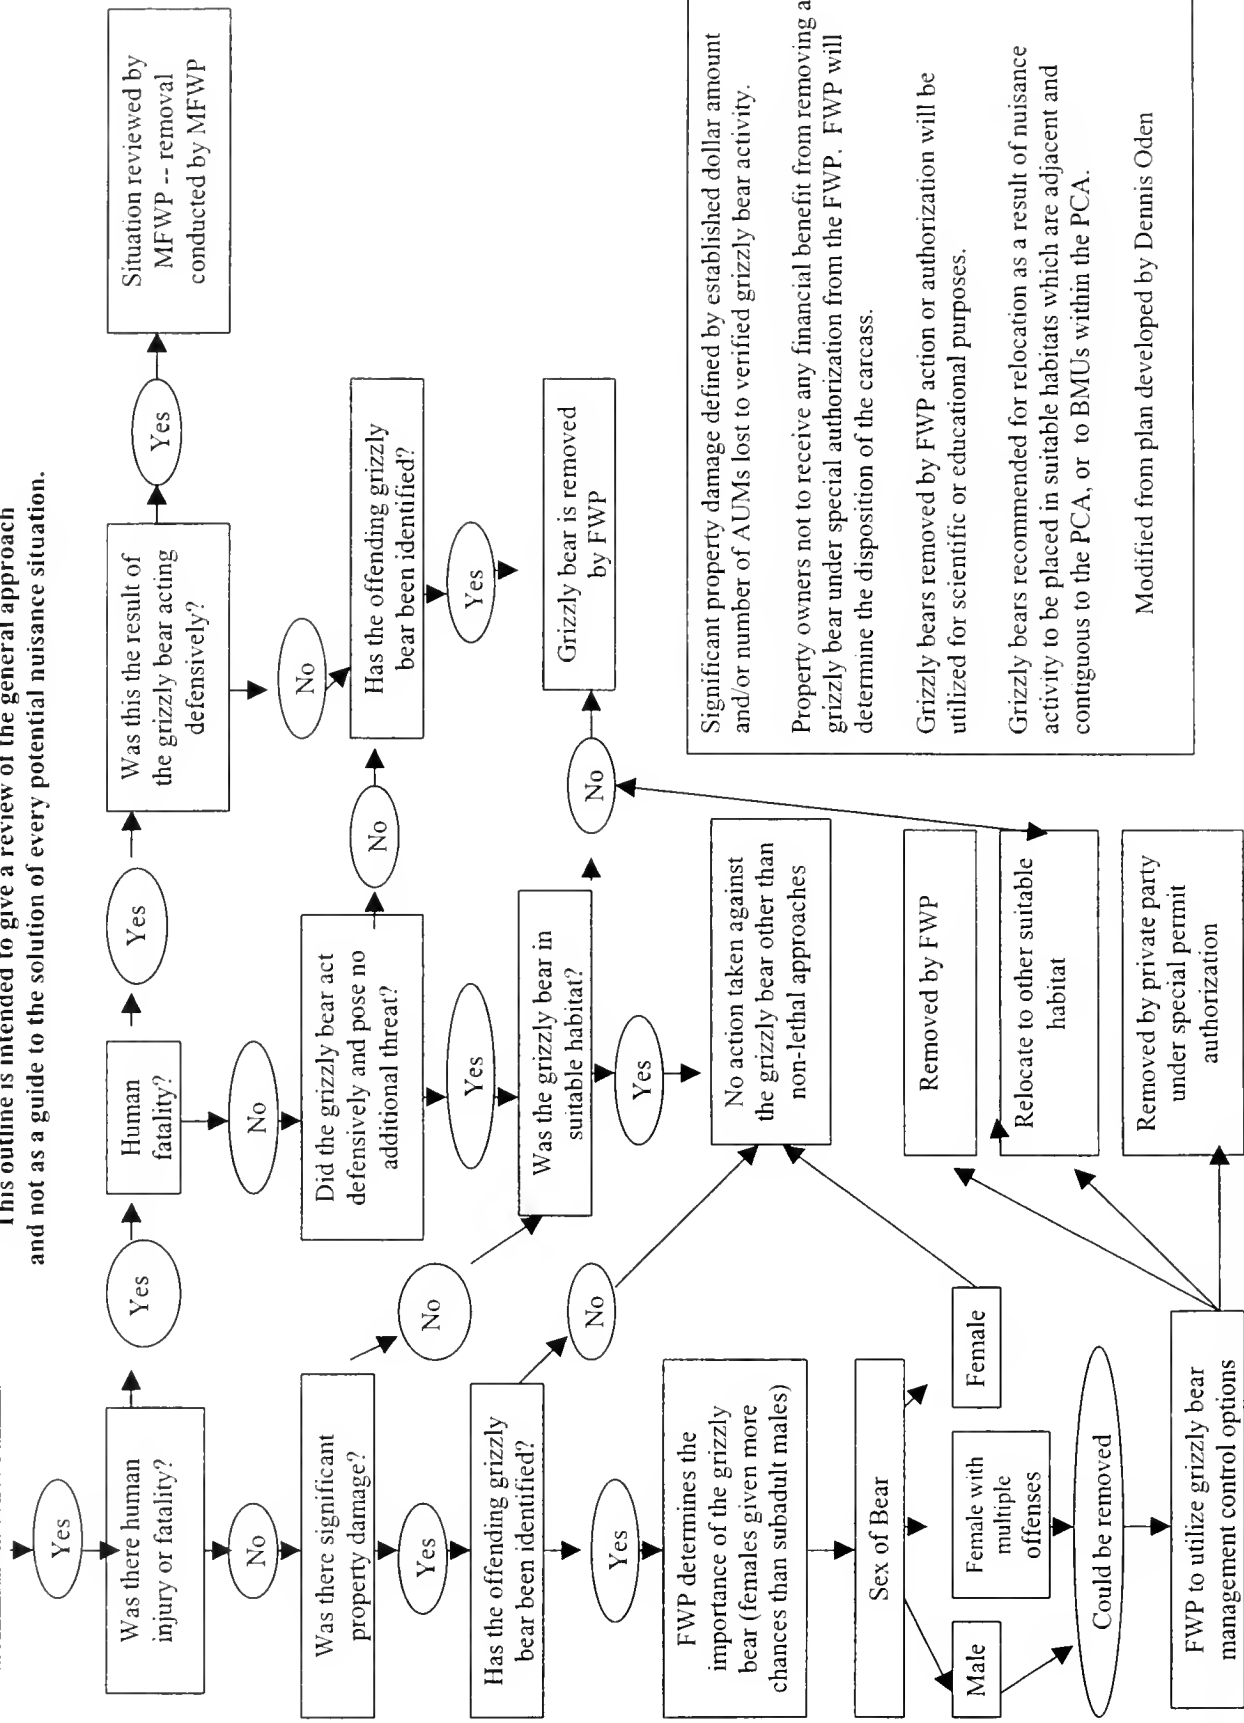 This outline is intended to give a review of the general approach
and not as a guide to the solution of every potential nuisance situation.
Yes
Was there human
injury or fatality?
Yes
Human
fatality?
Yes
Was this the result of
the grizzly bear acting
defensively?
Yes
Situation reviewed by
MFWP -- removal
conducted by MFWP
No
No
No
Was there significant
property damage?
No
Did the grizzly bear act
defensively and pose no
additional threat?
No
Has the offending grizzly
bear been identified?
Yes
Yes
Yes
Has the offending grizzly
bear been identified?
No
Was the grizzly bear in
suitable habitat?
No
Grizzly bear is removed
by FWP
Yes
Yes
FWP determines the
importance of the grizzly
bear (females given more
chances than subadult males)
No action taken against
the grizzly bear other than
non-lethal approaches
Sex of Bear
Male
Female with
multiple
offenses
Female
Could be removed
FWP to utilize grizzly bear
management control options
Removed by FWP
Relocate to other suitable
habitat
Removed by private party
under special permit
authorization
Significant property damage defined by established dollar amount
and/or number of AUMs lost to verified grizzly bear activity.
Property owners not to receive any financial benefit from removing a
grizzly bear under special authorization from the FWP. FWP will
determine the disposition of the carcass.
Grizzly bears removed by FWP action or authorization will be
utilized for scientific or educational purposes.
Grizzly bears recommended for relocation as a result of nuisance
activity to be placed in suitable habitats which are adjacent and
contiguous to the PCA, or to BMUs within the PCA.
Modified from plan developed by Dennis Oden